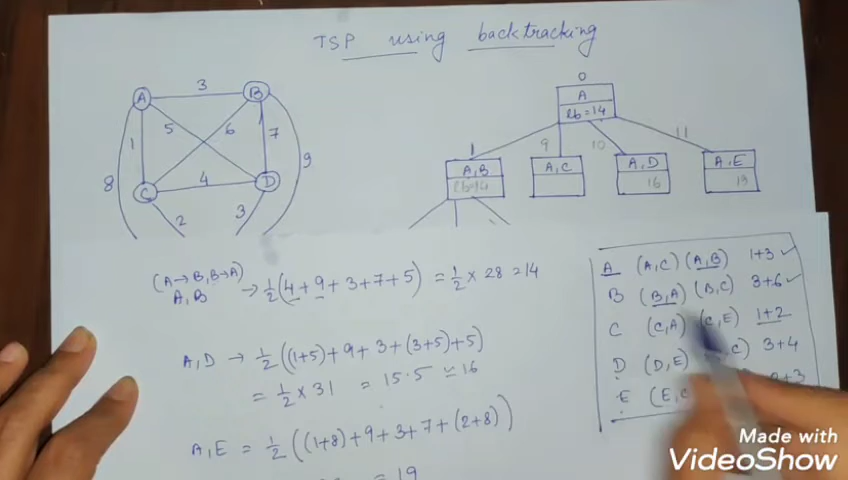 TSP using backtracking
A 3 B
5 6
1 7
8 9
C 4 D
2 3
0
A
lb=14
1 9 10 11
A,B A,C A,D A,E
lb=14 16 19
(A→B, B→A)
A,B → 1/2(4+9+3+7+5) = 1/2 × 28 = 14
A,D → 1/2((1+5)+9+3+(3+5)+5)
= 1/2 × 31 = 15.5 ≃ 16
A,E = 1/2((1+8)+9+3+7+(2+8))
= 19
A (A,C) (A,B) 1+3 ✓
B (B,A) (B,C) 3+6 ✓
C (C,A) (C,E) 1+2
D (D,E) C) 3+4
E (E,C +3
Made with
VideoShow